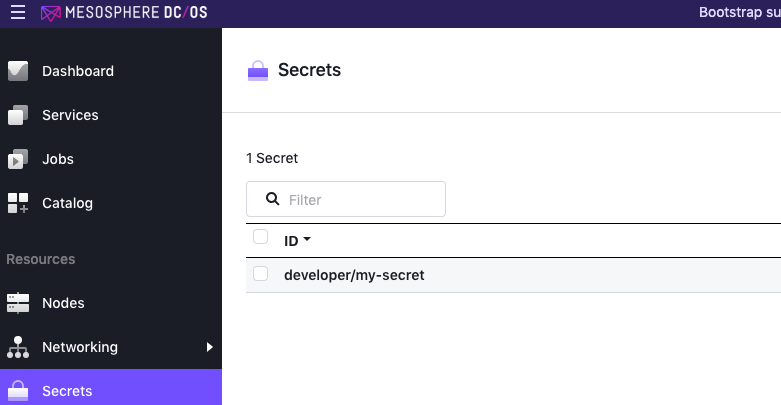 MESOSPHERE DC/OS
Bootstrap su
Dashboard
Services
Jobs
Catalog
Resources
Nodes
Networking
Secrets
Secrets
1 Secret
Filter
ID
developer/my-secret